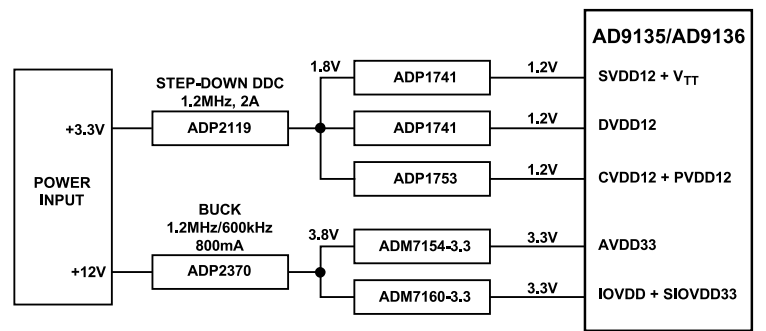 AD9135/AD9136
POWER
INPUT
+3.3V
+12V
STEP-DOWN DDC
1.2MHz, 2A
ADP2119
1.8V
ADP1741
1.2V
SVDD12 + VTT
ADP1741
1.2V
DVDD12
ADP1753
1.2V
CVDD12 + PVDD12
BUCK
1.2MHz/600kHz
800mA
ADP2370
3.8V
ADM7154-3.3
3.3V
AVDD33
ADM7160-3.3
3.3V
IOVDD + SIOVDD33